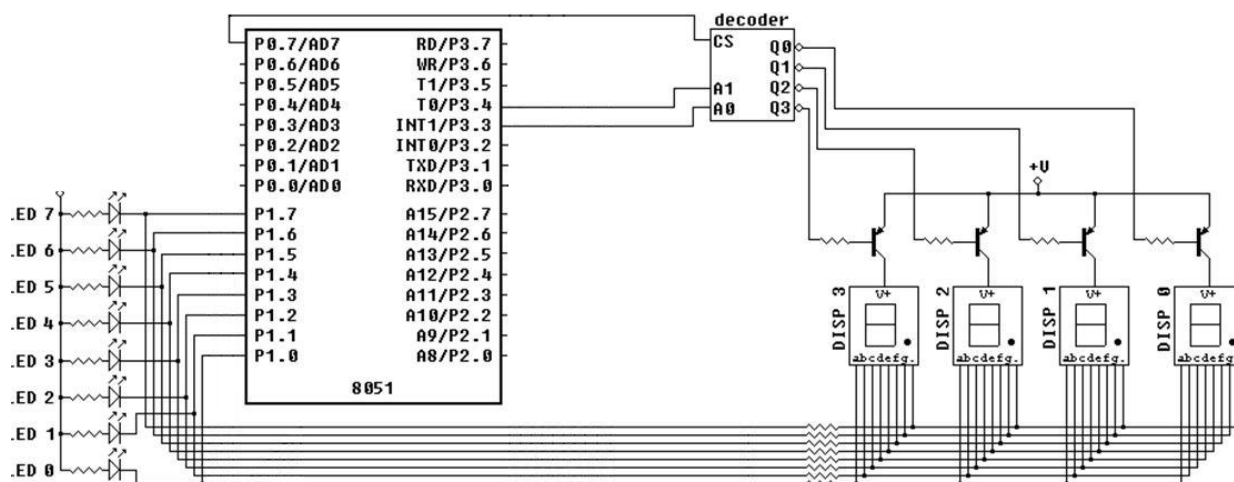 decoder
CS
Q0
Q1
A1
Q2
A0
Q3
P0.7/AD7 RD/P3.7
P0.6/AD6 WR/P3.6
P0.5/AD5 T1/P3.5
P0.4/AD4 T0/P3.4
P0.3/AD3 INT1/P3.3
P0.2/AD2 INT0/P3.2
P0.1/AD1 TXD/P3.1
P0.0/AD0 RXD/P3.0
P1.7 A15/P2.7
P1.6 A14/P2.6
P1.5 A13/P2.5
P1.4 A12/P2.4
P1.3 A11/P2.3
P1.2 A10/P2.2
P1.1 A9/P2.1
P1.0 A8/P2.0
8051
.ED 7
.ED 6
.ED 5
.ED 4
.ED 3
.ED 2
.ED 1
.ED 0
+V
DISP 3
V+
abcdefg.
DISP 2
V+
abcdefg.
DISP 1
V+
abcdefg.
DISP 0
V+
abcdefg.